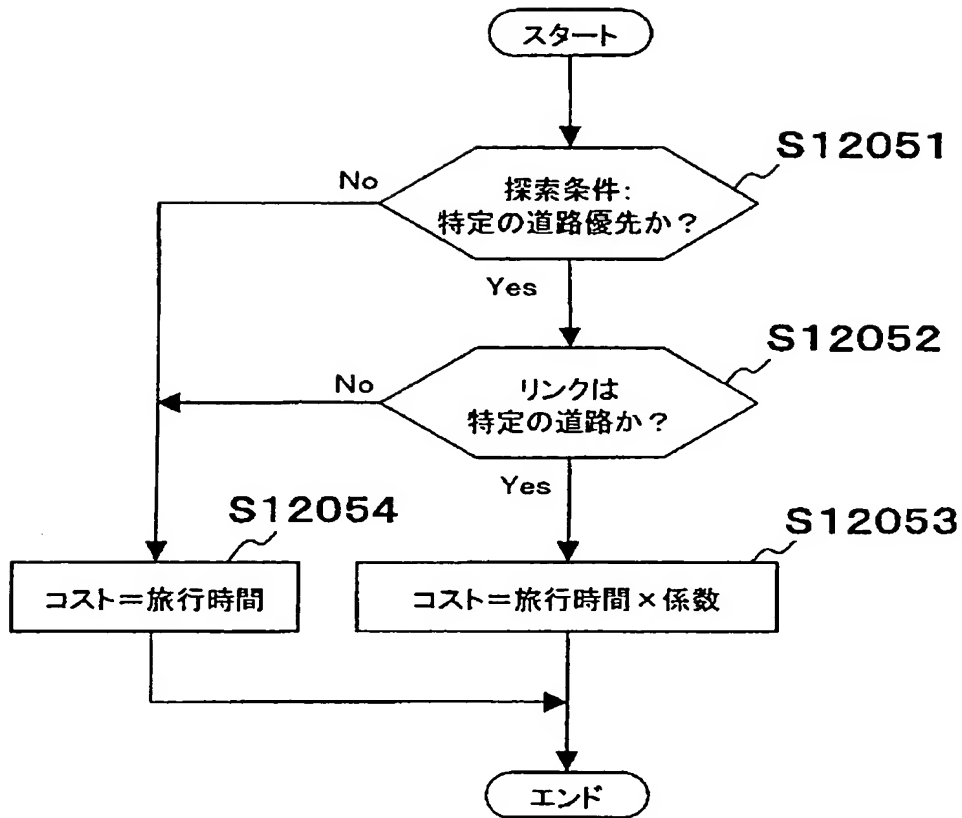 スタート
S12051
No
探索条件:
特定の道路優先か？
Yes
S12052
No
リンクは
特定の道路か？
Yes
S12054
S12053
コスト＝旅行時間
コスト＝旅行時間×係数
エンド